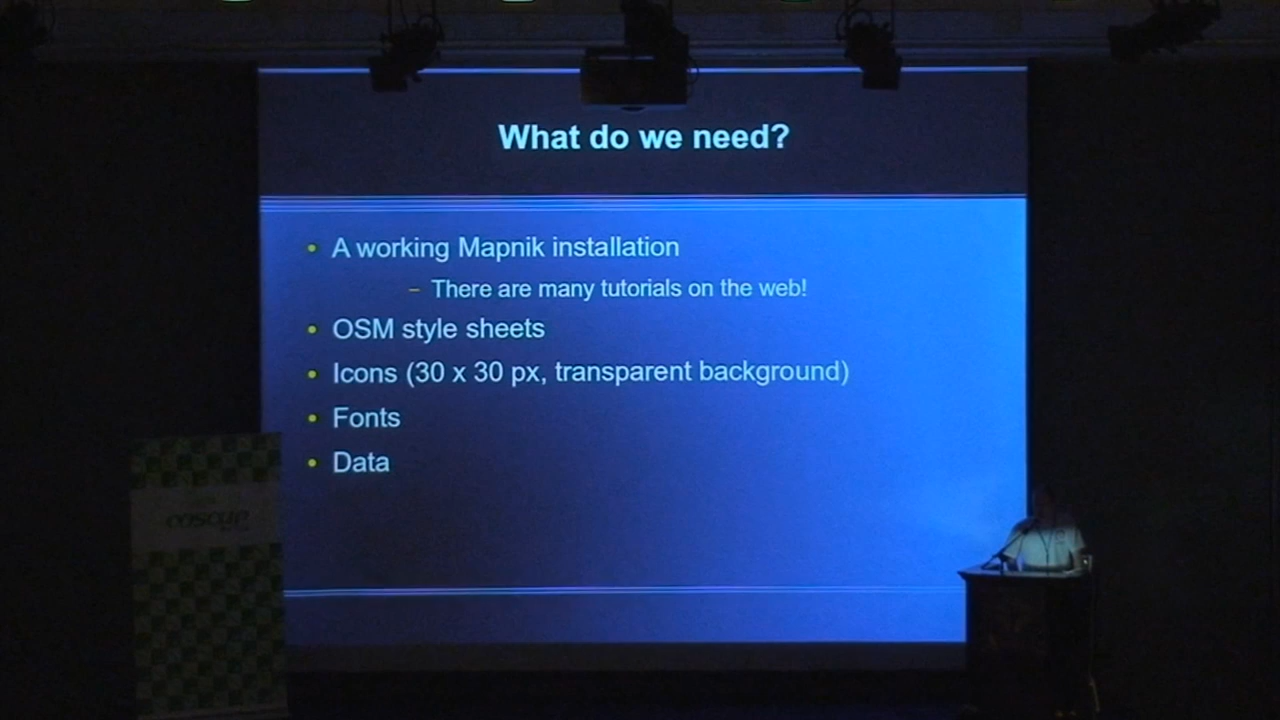 What do we need?
• A working Mapnik installation
– There are many tutorials on the web!
• OSM style sheets
• Icons (30 x 30 px, transparent background)
• Fonts
• Data
coscup